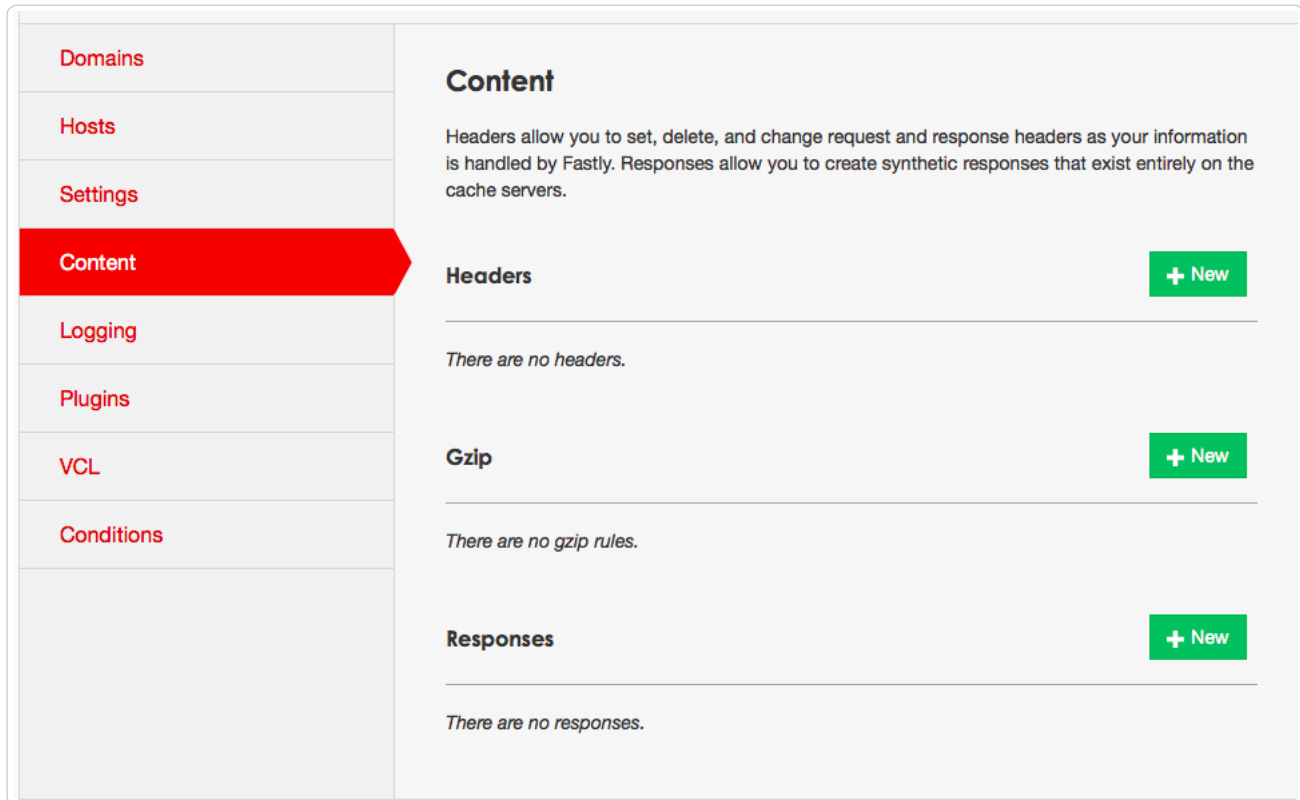 Domains
Hosts
Settings
Content
Logging
Plugins
VCL
Conditions
Content
Headers allow you to set, delete, and change request and response headers as your information
is handled by Fastly. Responses allow you to create synthetic responses that exist entirely on the
cache servers.
Headers
New
There are no headers.
Gzip
New
There are no gzip rules.
Responses
New
There are no responses.